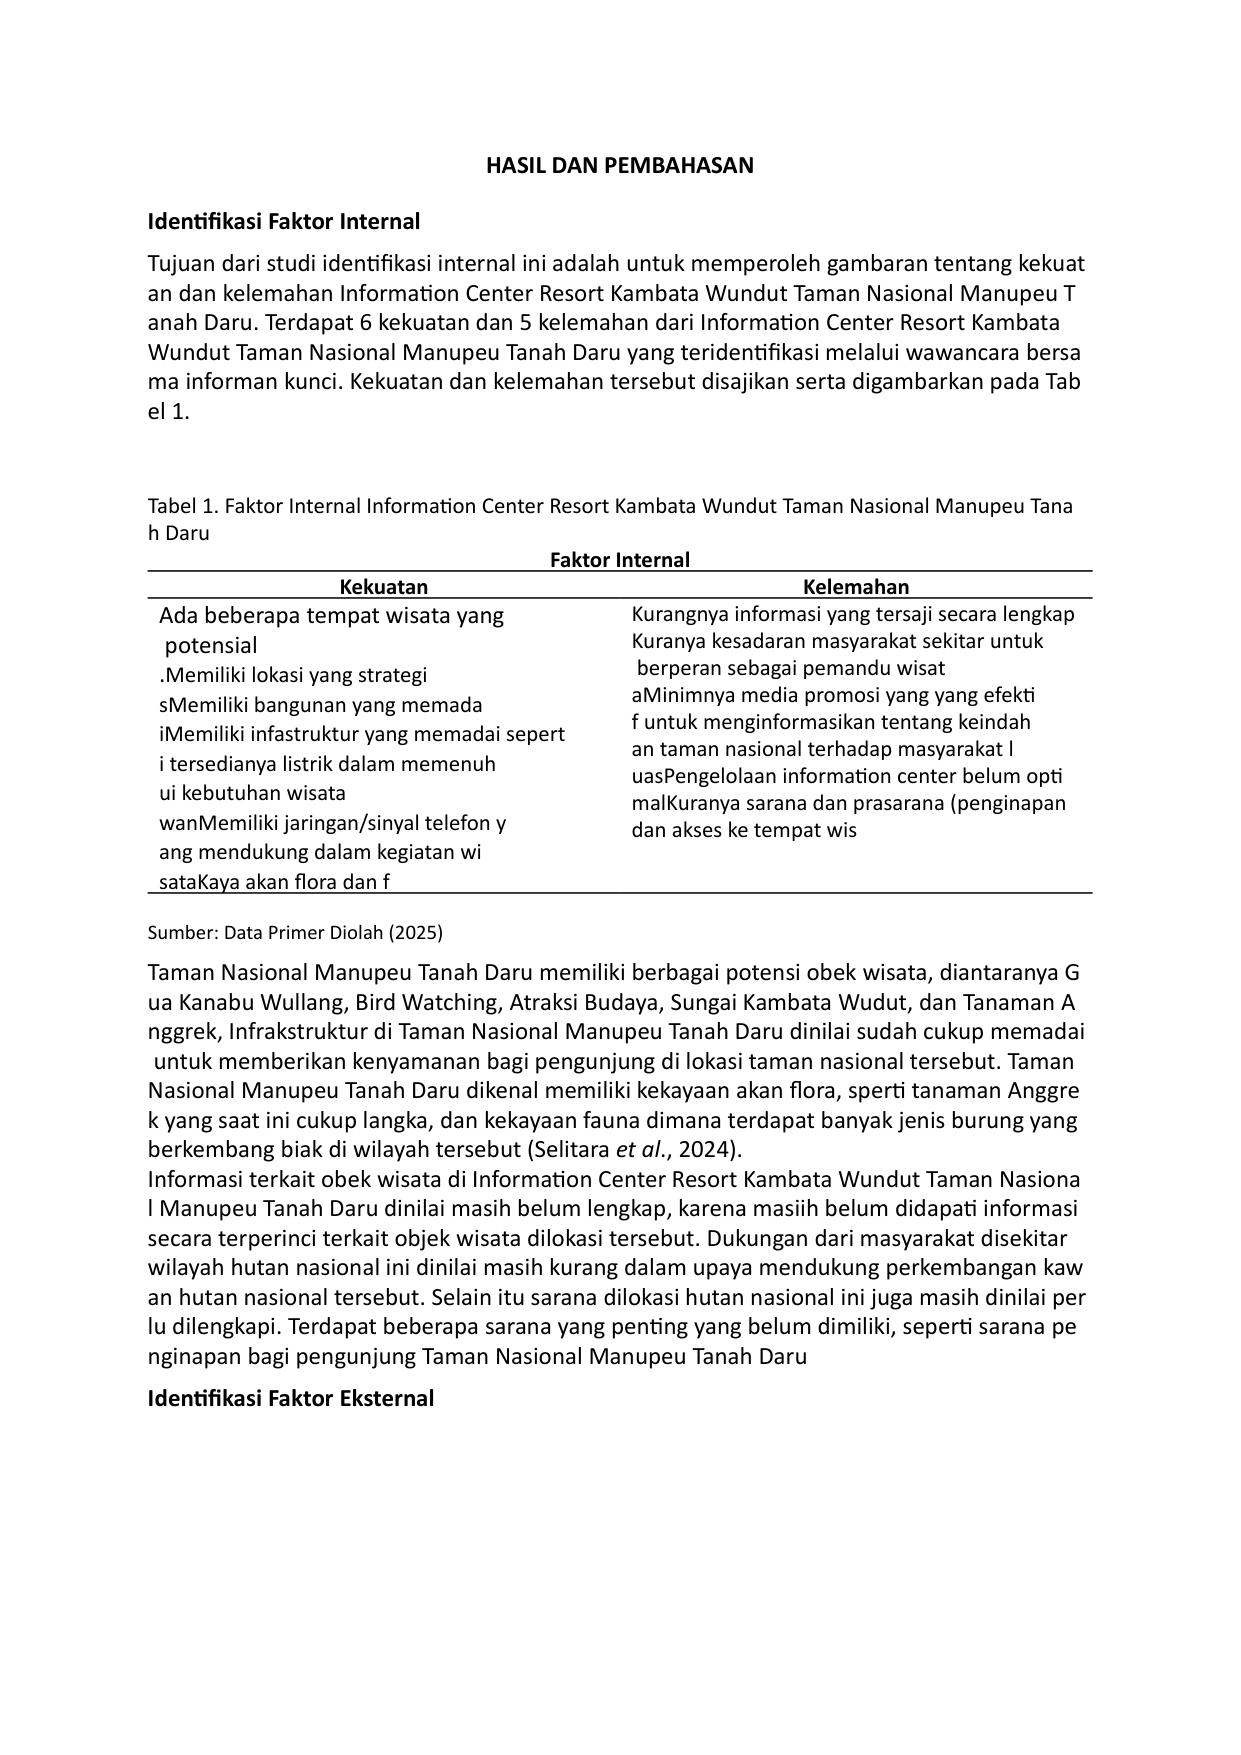 HASIL DAN PEMBAHASAN
Identifikasi Faktor Internal
Tujuan dari studi identifikasi internal ini adalah untuk memperoleh gambaran tentang kekuat
an dan kelemahan Information Center Resort Kambata Wundut Taman Nasional Manupeu T
anah Daru. Terdapat 6 kekuatan dan 5 kelemahan dari Information Center Resort Kambata
Wundut Taman Nasional Manupeu Tanah Daru yang teridentifikasi melalui wawancara bersa
ma informan kunci. Kekuatan dan kelemahan tersebut disajikan serta digambarkan pada Tab
el 1.
Tabel 1. Faktor Internal Information Center Resort Kambata Wundut Taman Nasional Manupeu Tana
h Daru
Faktor Internal
Kekuatan
Ada beberapa tempat wisata yang
potensial
.Memiliki lokasi yang strategi
sMemiliki bangunan yang memada
iMemiliki infastruktur yang memadai sepert
i tersedianya listrik dalam memenuh
ui kebutuhan wisata
wanMemiliki jaringan/sinyal telefon y
ang mendukung dalam kegiatan wi
sataKaya akan flora dan f
Kelemahan
Kurangnya informasi yang tersaji secara lengkap
Kuranya kesadaran masyarakat sekitar untuk
berperan sebagai pemandu wisat
aMinimnya media promosi yang yang efekti
f untuk menginformasikan tentang keindah
an taman nasional terhadap masyarakat l
uasPengelolaan information center belum opti
malKuranya sarana dan prasarana (penginapan
dan akses ke tempat wis
Sumber: Data Primer Diolah (2025)
Taman Nasional Manupeu Tanah Daru memiliki berbagai potensi obek wisata, diantaranya G
ua Kanabu Wullang, Bird Watching, Atraksi Budaya, Sungai Kambata Wudut, dan Tanaman A
nggrek, Infrakstruktur di Taman Nasional Manupeu Tanah Daru dinilai sudah cukup memadai
untuk memberikan kenyamanan bagi pengunjung di lokasi taman nasional tersebut. Taman
Nasional Manupeu Tanah Daru dikenal memiliki kekayaan akan flora, sperti tanaman Anggre
k yang saat ini cukup langka, dan kekayaan fauna dimana terdapat banyak jenis burung yang
berkembang biak di wilayah tersebut (Selitara et al., 2024).
Informasi terkait obek wisata di Information Center Resort Kambata Wundut Taman Nasiona
l Manupeu Tanah Daru dinilai masih belum lengkap, karena masiih belum didapati informasi
secara terperinci terkait objek wisata dilokasi tersebut. Dukungan dari masyarakat disekitar
wilayah hutan nasional ini dinilai masih kurang dalam upaya mendukung perkembangan kaw
an hutan nasional tersebut. Selain itu sarana dilokasi hutan nasional ini juga masih dinilai per
lu dilengkapi. Terdapat beberapa sarana yang penting yang belum dimiliki, seperti sarana pe
nginapan bagi pengunjung Taman Nasional Manupeu Tanah Daru
Identifikasi Faktor Eksternal